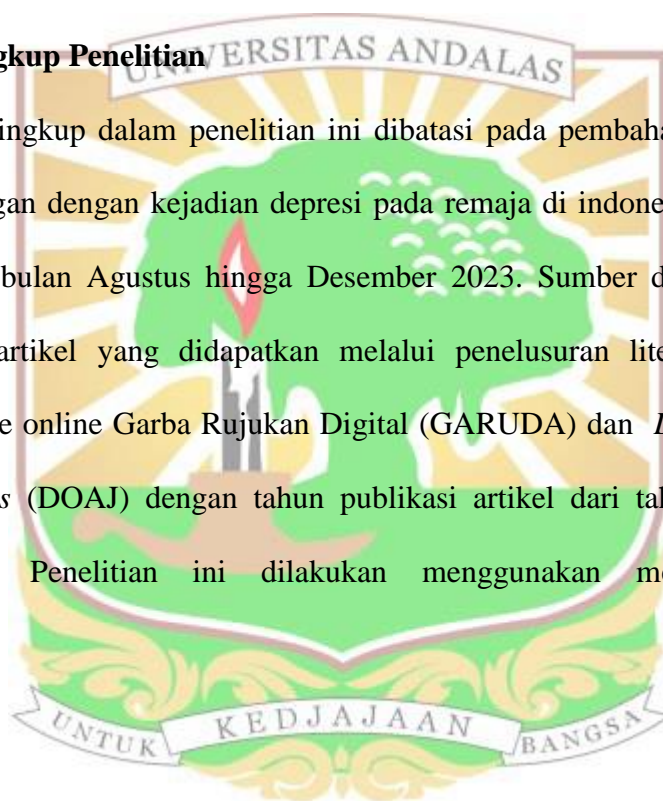 gkup Penelitian
UNIVERSITAS ANDALAS
ingkup dalam penelitian ini dibatasi pada pembaha
gan dengan kejadian depresi pada remaja di indone
bulan Agustus hingga Desember 2023. Sumber d
artikel yang didapatkan melalui penelusuran lite
e online Garba Rujukan Digital (GARUDA) dan
s (DOAJ) dengan tahun publikasi artikel dari ta
Penelitian ini dilakukan menggunakan m
UNTUK KEDJAJAAN BANGSA